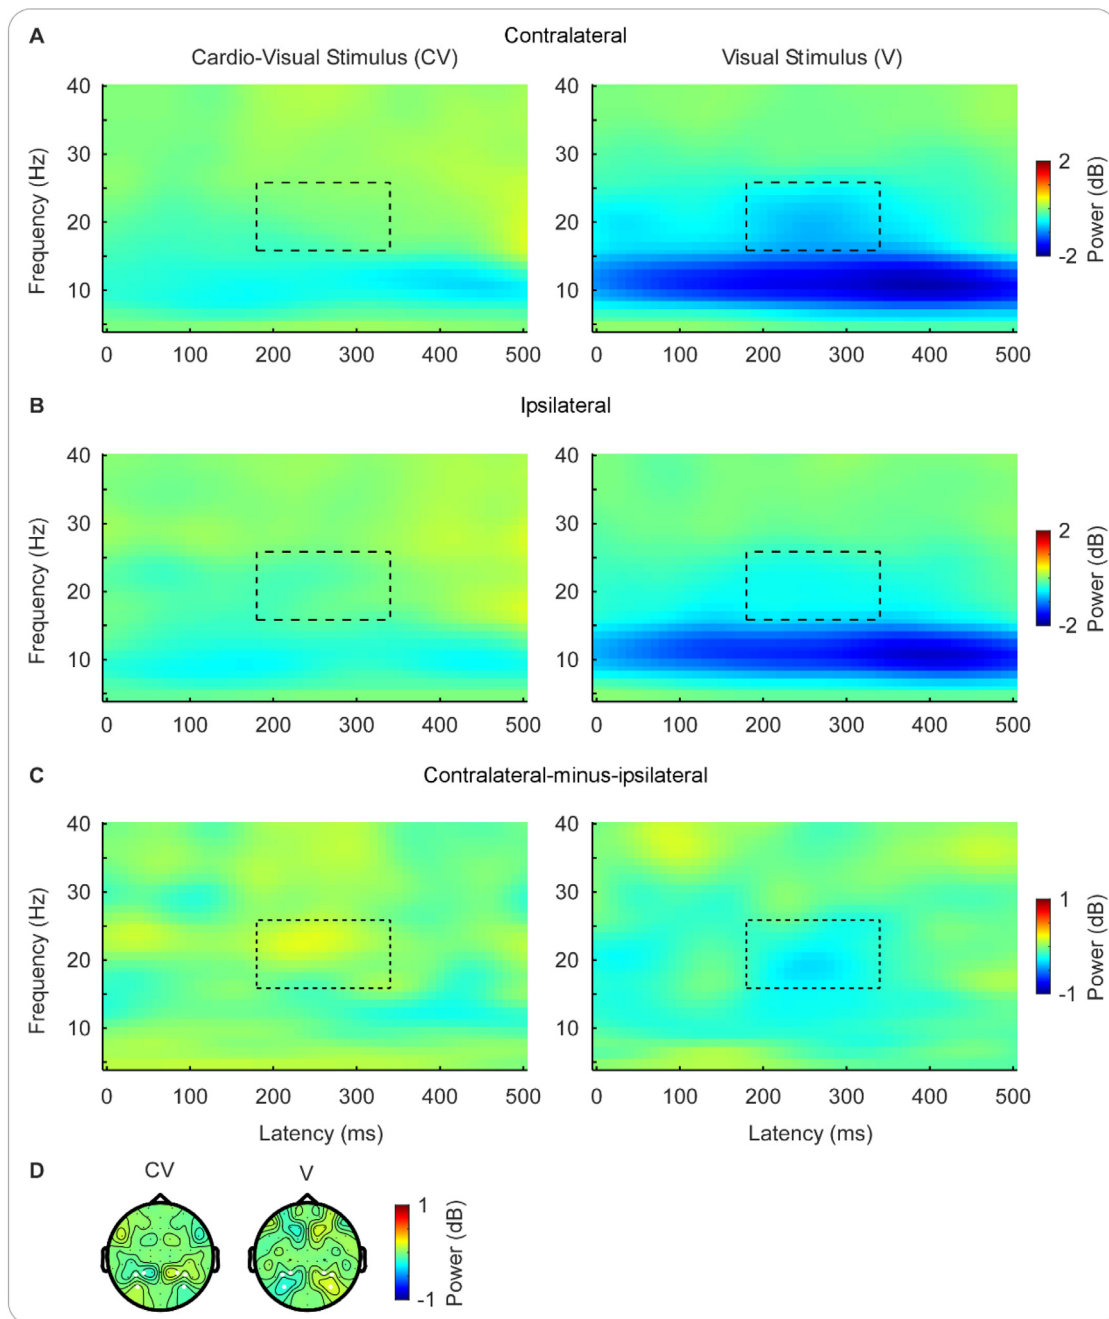 A
Contralateral
Cardio-Visual Stimulus (CV)
Visual Stimulus (V)
40
30
20
10
Frequency (Hz)
0 100 200 300 400 500
40
30
20
10
0 100 200 300 400 500
2
-2
Power (dB)
B
Ipsilateral
40
30
20
10
Frequency (Hz)
0 100 200 300 400 500
40
30
20
10
0 100 200 300 400 500
2
-2
Power (dB)
C
Contralateral-minus-ipsilateral
40
30
20
10
Frequency (Hz)
0 100 200 300 400 500
Latency (ms)
40
30
20
10
0 100 200 300 400 500
Latency (ms)
1
-1
Power (dB)
D
CV
V
1
-1
Power (dB)